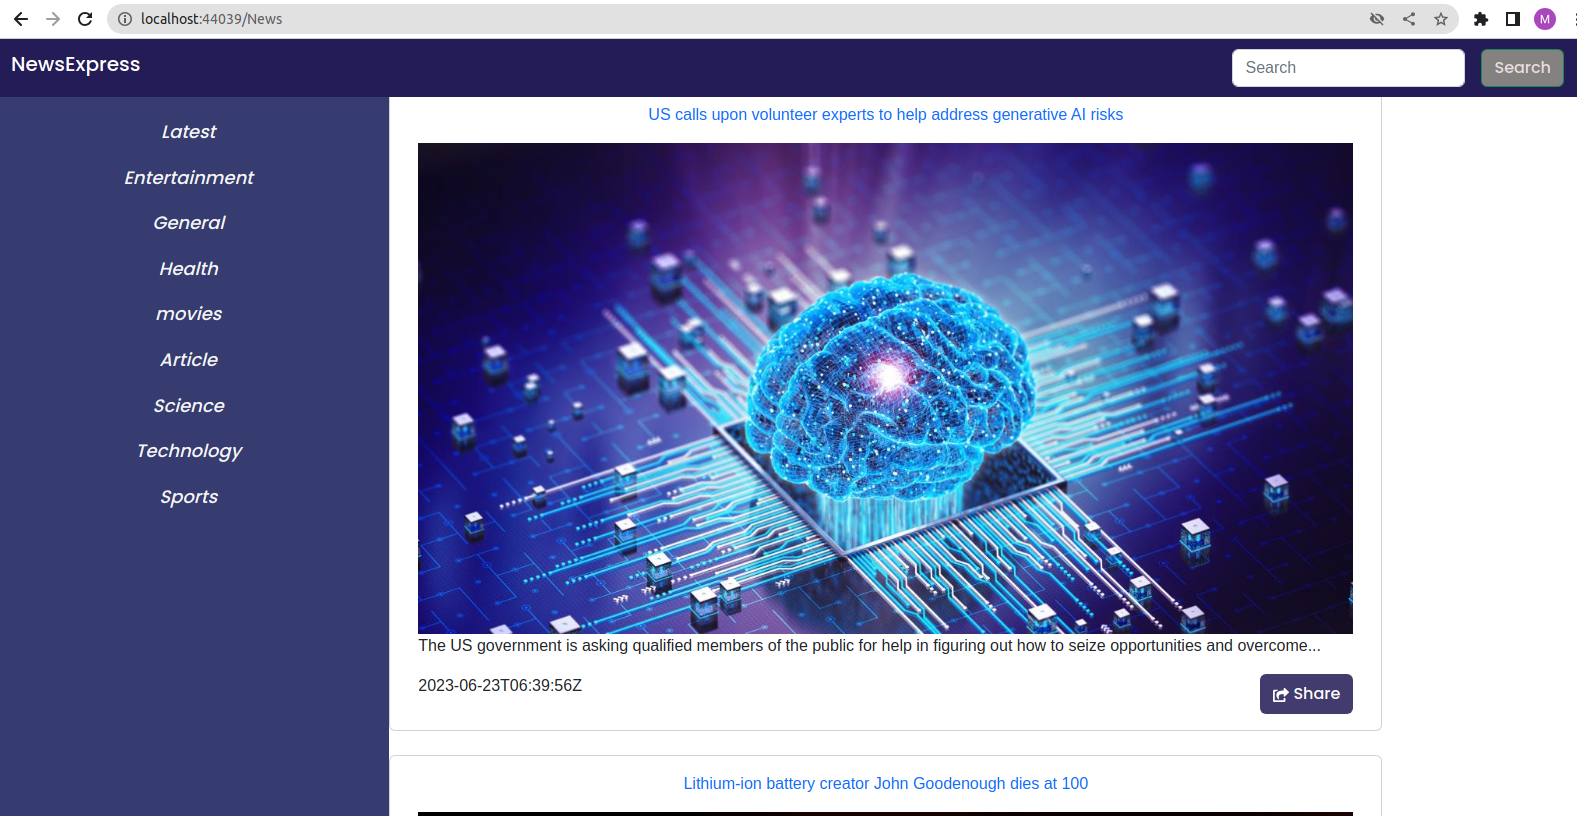 localhost:44039/News
M
NewsExpress
Search
Search
Latest
Entertainment
General
Health
movies
Article
Science
Technology
Sports
US calls upon volunteer experts to help address generative AI risks
The US government is asking qualified members of the public for help in figuring out how to seize opportunities and overcome...
2023-06-23T06:39:56Z
Share
Lithium-ion battery creator John Goodenough dies at 100